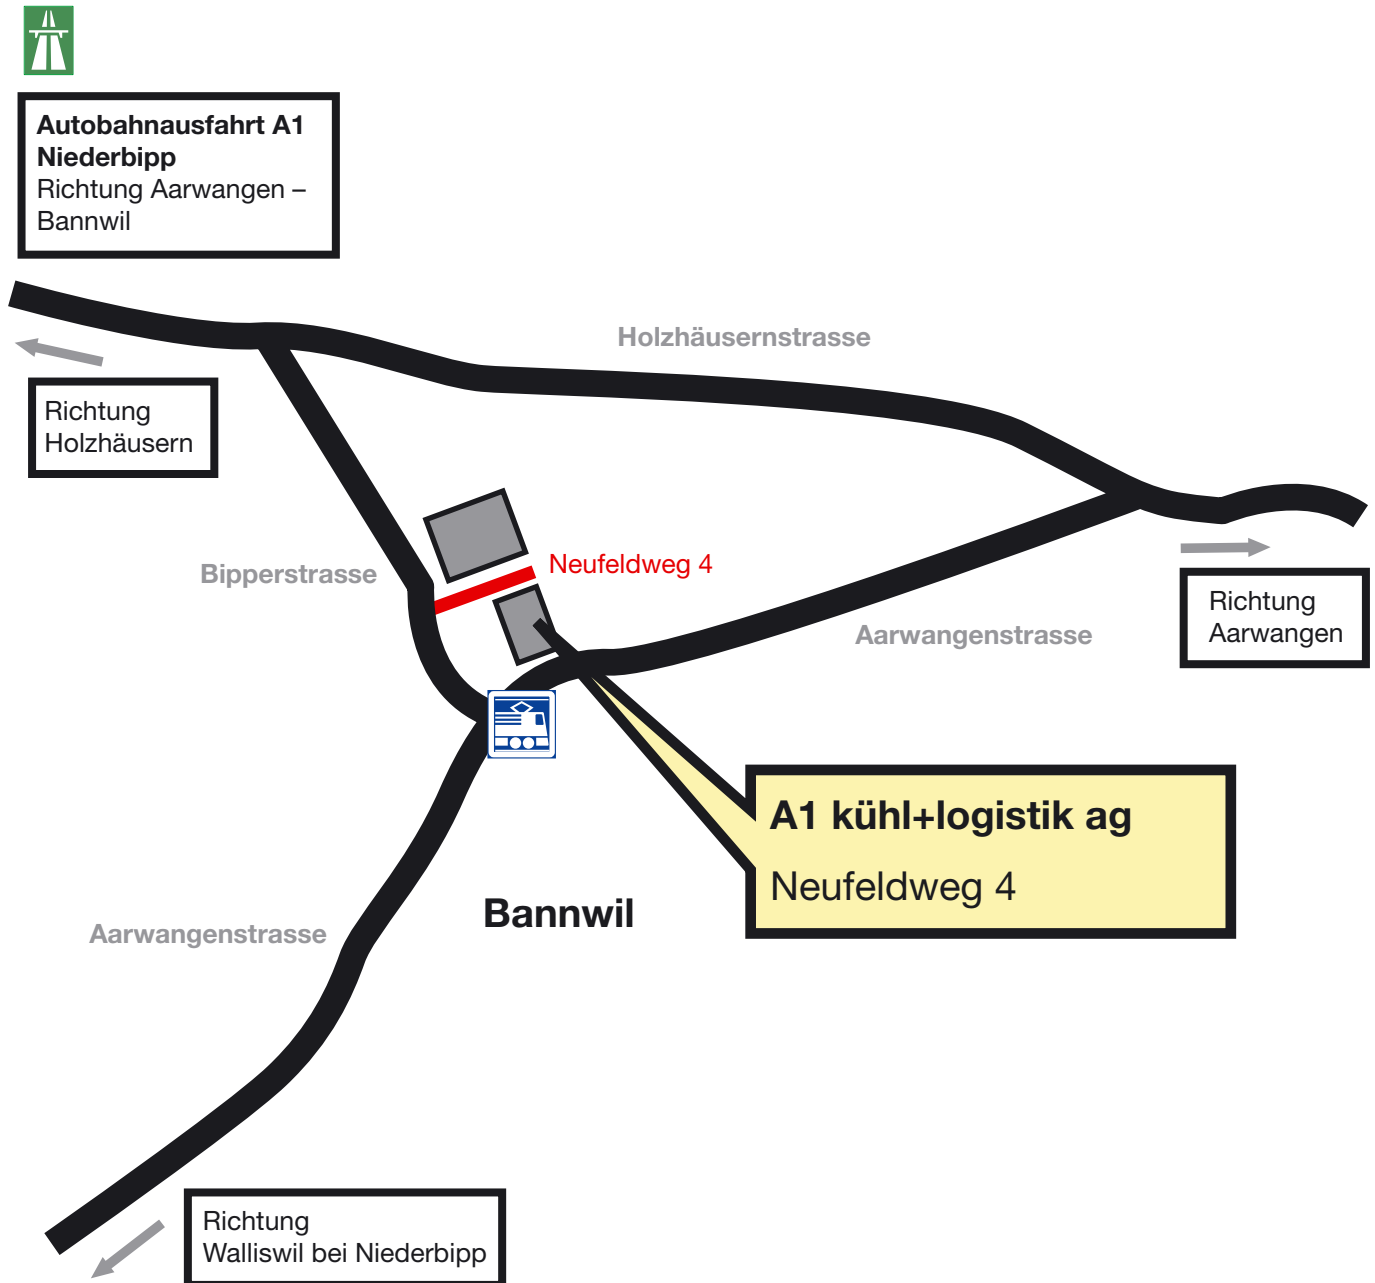 Autobahnausfahrt A1
Niederbipp
Richtung Aarwangen –
Bannwil
Holzhäusernstrasse
Richtung
Holzhäusern
Neufeldweg 4
Bipperstrasse
Richtung
Aarwangen
Aarwangenstrasse
A1 kühl+logistik ag
Neufeldweg 4
Bannwil
Aarwangenstrasse
Richtung
Walliswil bei Niederbipp